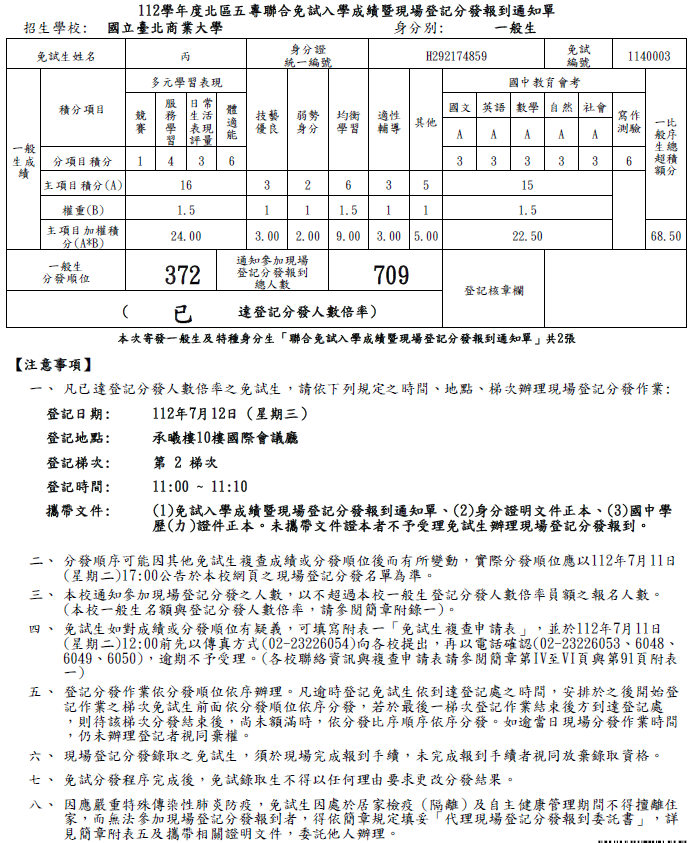 112學年度北區五專聯合免試入學成績暨現場登記分發報到通知單
招生學校: 國立臺北商業大學 身分別: 一般生
免試生姓名 丙 身分證統一編號 H292174859 免試編號 1140003
一般生成績 積分項目 多元學習表現 技藝優良 弱勢身分 均衡學習 適性輔導 其他 國中教育會考 一般生總積分 比序超額
競賽 服務學習 日常生活表現評量 體適能 國文 英語 數學 自然 社會 寫作測驗
A A A A A
分項目積分 1 4 3 6 3 3 3 3 3 6
主項目積分(A) 16 3 2 6 3 5 15
權重(B) 1.5 1 1 1.5 1 1 1.5
主項目加權積分(A*B) 24.00 3.00 2.00 9.00 3.00 5.00 22.50 68.50
一般生分發順位 372 通知參加現場登記分發報到總人數 709 登記核章欄
( 已 達登記分發人數倍率)
本次寄發一般生及特種身分生「聯合免試入學成績暨現場登記分發報到通知單」共2張
【注意事項】
一、 凡已達登記分發人數倍率之免試生，請依下列規定之時間、地點、梯次辦理現場登記分發作業:
登記日期: 112年7月12日 (星期三)
登記地點: 承曦樓10樓國際會議廳
登記梯次: 第 2 梯次
登記時間: 11:00 ~ 11:10
攜帶文件: (1)免試入學成績暨現場登記分發報到通知單、(2)身分證明文件正本、(3)國中學
歷(力)證件正本。未攜帶文件證本者不予受理免試生辦理現場登記分發報到。
二、 分發順序可能因其他免試生複查成績或分發順位後而有所變動，實際分發順位應以112年7月11日
(星期二)17:00公告於本校網頁之現場登記分發名單為準。
三、 本校通知參加現場登記分發之人數，以不超過本校一般生登記分發人數倍率員額之報名人數。
(本校一般生名額與登記分發人數倍率，請參閱簡章附錄一)。
四、 免試生如對成績或分發順位有疑義，可填寫附表一「免試生複查申請表」，並於112年7月11日
(星期二)12:00前先以傳真方式(02-23226054)向各校提出，再以電話確認(02-23226053、6048、
6049、6050)，逾期不予受理。(各校聯絡資訊與複查申請表請參閱簡章第IV至VI頁與第91頁附表
一)
五、 登記分發作業依分發順位依序辦理。凡逾時登記免試生依到達登記處之時間，安排於之後開始登
記作業之梯次免試生前面依分發順位依序分發，若於最後一梯次登記作業結束後方到達登記處
，則待該梯次分發結束後，尚未額滿時，依分發比序順序依序分發。如逾當日現場分發作業時間
，仍未辦理登記者視同棄權。
六、 現場登記分發錄取之免試生，須於現場完成報到手續，未完成報到手續者視同放棄錄取資格。
七、 免試分發程序完成後，免試錄取生不得以任何理由要求更改分發結果。
八、 因應嚴重特殊傳染性肺炎防疫，免試生因處於居家檢疫（隔離）及自主健康管理期間不得擅離住
家，而無法參加現場登記分發報到者，得依簡章規定填妥「代理現場登記分發報到委託書」，詳
見簡章附表五及攜帶相關證明文件，委託他人辦理。